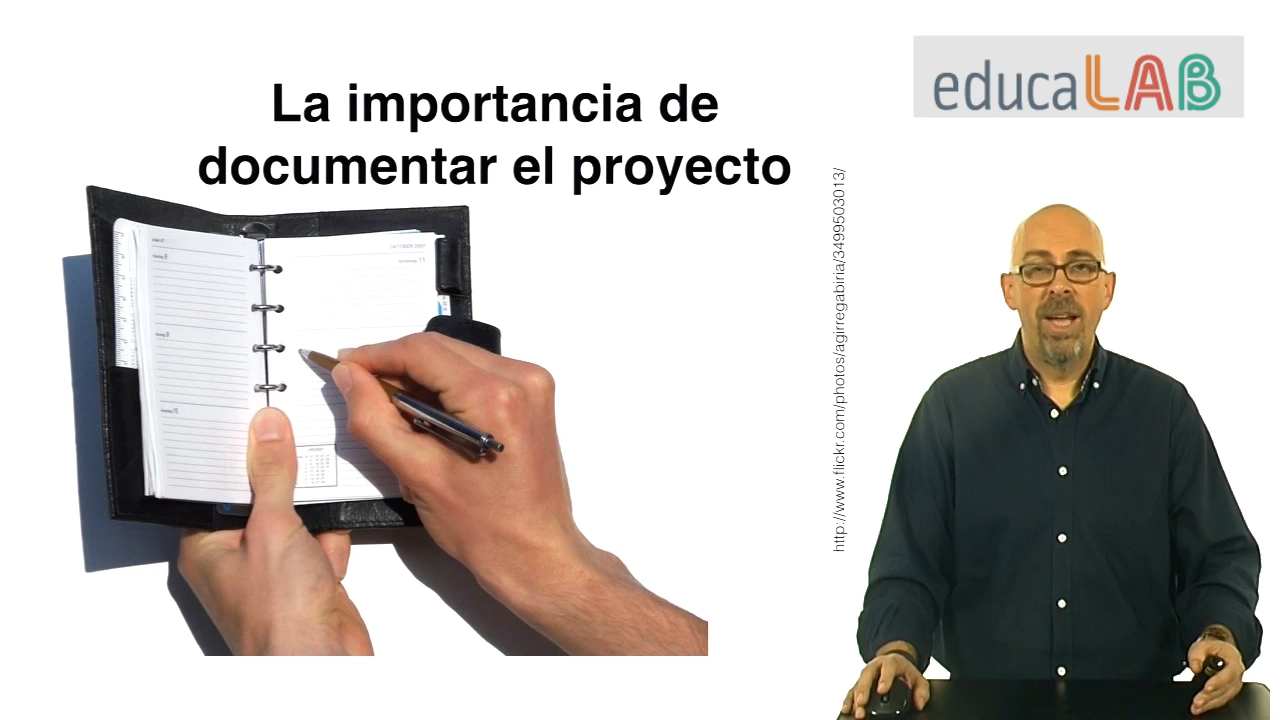 La importancia de
documentar el proyecto
educaLAB
http://www.flickr.com/photos/agirregabiria/3499503013/